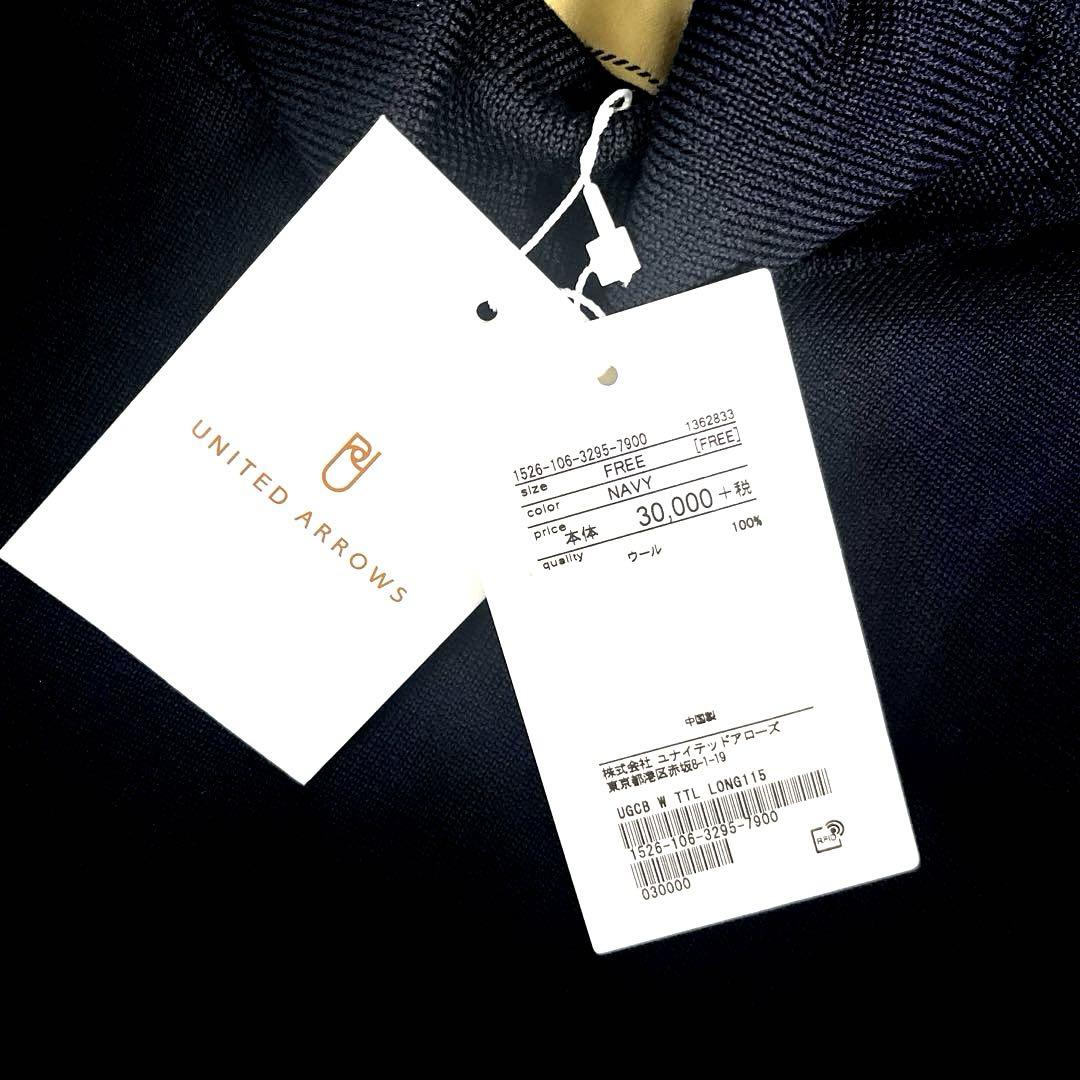 UNITED ARROWS
1362833
1526-106-3295-7900 [FREE]
size FREE
color NAVY
price 本体 30,000+税
quality ウール 100%
中国製
株式会社 ユナイテッドアローズ
東京都港区赤坂8-1-19
UGCB W TTL LONG115
1526-106-3295-7900
030000
RFID